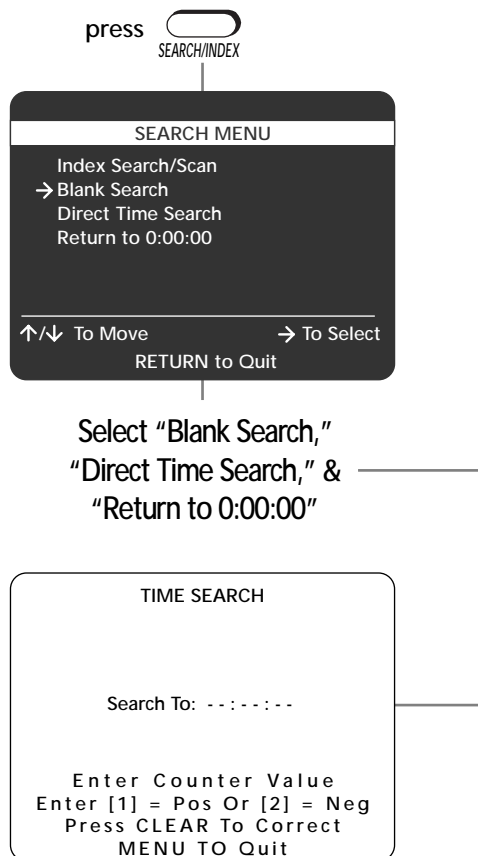 press
SEARCH/INDEX
SEARCH MENU
Index Search/Scan
→ Blank Search
Direct Time Search
Return to 0:00:00
↑/↓ To Move → To Select
RETURN to Quit
Select “Blank Search,”
“Direct Time Search,” &
“Return to 0:00:00”
TIME SEARCH
Search To: --:--:--
Enter Counter Value
Enter [1] = Pos Or [2] = Neg
Press CLEAR To Correct
MENU TO Quit